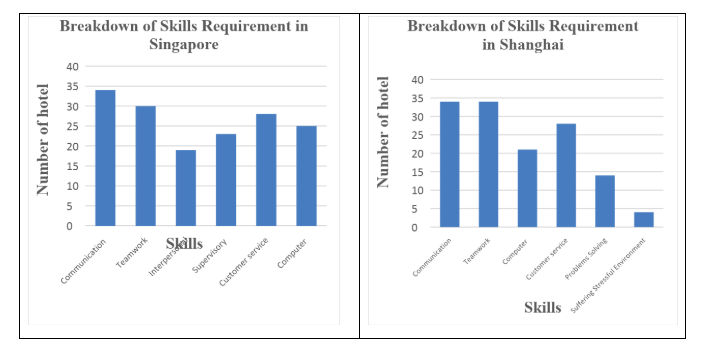 Breakdown of Skills Requirement in
Singapore
Number of hotel
40
35
30
25
20
15
10
5
0
Communication
Teamwork
Interpersonal
Supervisory
Customer service
Computer
Skills
Breakdown of Skills Requirement
in Shanghai
Number of hotel
40
35
30
25
20
15
10
5
0
Communication
Teamwork
Computer
Customer service
Problems Solving
Suffering Stressful Environment
Skills